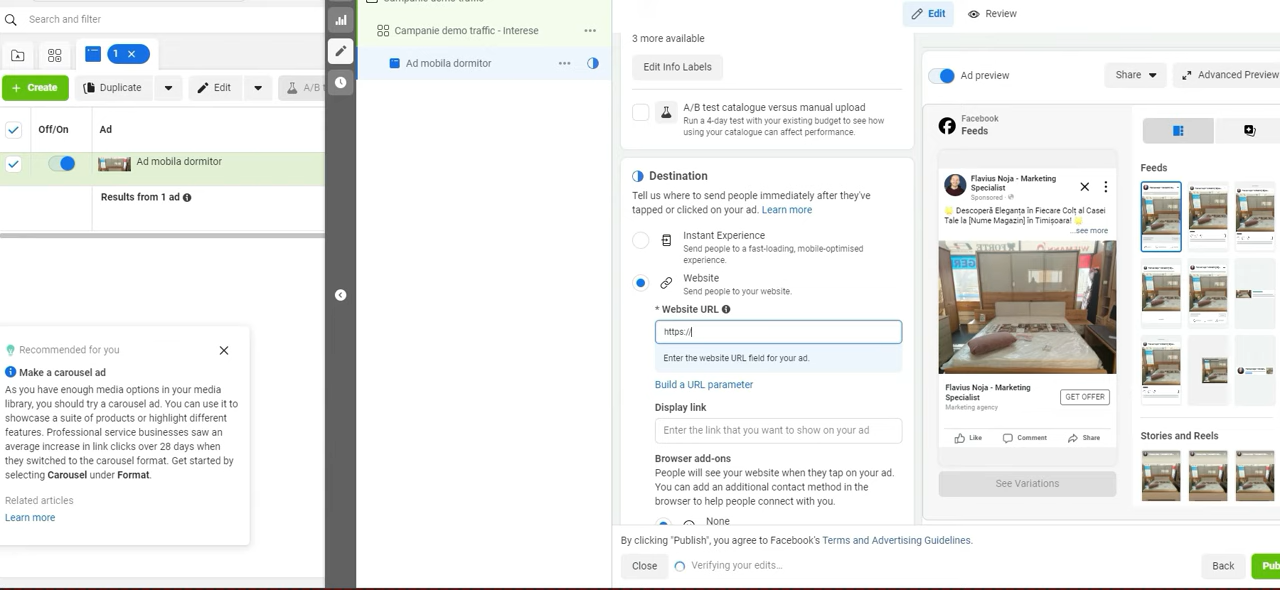 Search and filter
1
Create
Duplicate
Edit
A/B
Off/On
Ad
Ad mobila dormitor
Results from 1 ad
Recommended for you
Make a carousel ad
As you have enough media options in your media
library, you should try a carousel ad. You can use it to
showcase a suite of products or highlight different
features. Professional service businesses saw an
average increase in link clicks over 28 days when
they switched to the carousel format. Get started by
selecting Carousel under Format.
Related articles
Learn more
Campanie demo traffic
Campanie demo traffic - Interese
Ad mobila dormitor
Edit
Review
3 more available
Edit Info Labels
A/B test catalogue versus manual upload
Run a 4-day test with your existing budget to see how
using your catalogue can affect performance.
Destination
Tell us where to send people immediately after they've
tapped or clicked on your ad. Learn more
Instant Experience
Send people to a fast-loading, mobile-optimised
experience.
Website
Send people to your website.
* Website URL
https://
Enter the website URL field for your ad.
Build a URL parameter
Display link
Enter the link that you want to show on your ad
Browser add-ons
People will see your website when they tap on your ad.
You can add an additional contact method in the
browser to help people connect with you.
None
By clicking "Publish", you agree to Facebook's Terms and Advertising Guidelines.
Close
Verifying your edits...
Back
Pub
Ad preview
Share
Advanced Preview
Facebook
Feeds
Flavius Noja - Marketing
Specialist
Sponsored
Descoperă Eleganța în Fiecare Colț al Casei
Tale la [Nume Magazin] în Timișoara!
...see more
Flavius Noja - Marketing
Specialist
Marketing agency
GET OFFER
Like
Comment
Share
See Variations
Feeds
Stories and Reels